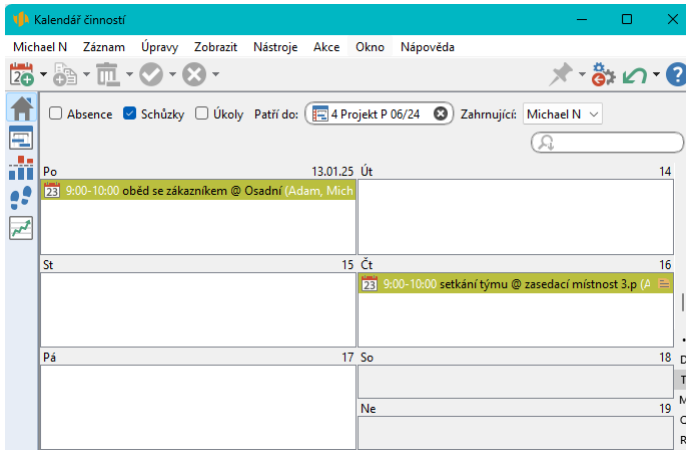 Kalendář činností
Michael N Záznam Úpravy Zobrazit Nástroje Akce Okno Nápověda
Absence Schůzky Úkoly Patří do: 4 Projekt P 06/24 Zahrnující: Michael N
Po 13.01.25 Út 14
23 9:00-10:00 oběd se zákazníkem @ Osadní (Adam, Mich
St 15 Čt 16
23 9:00-10:00 setkání týmu @ zasedací místnost 3.p (A
Pá 17 So 18
Ne 19